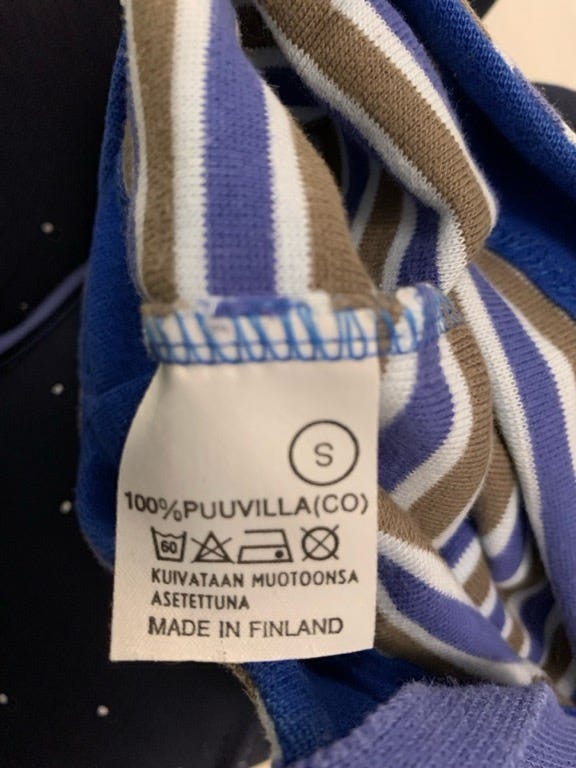 S
100%PUUVILLA(CO)
60
KUIVATAAN MUOTOONSA
ASETETTUNA
MADE IN FINLAND